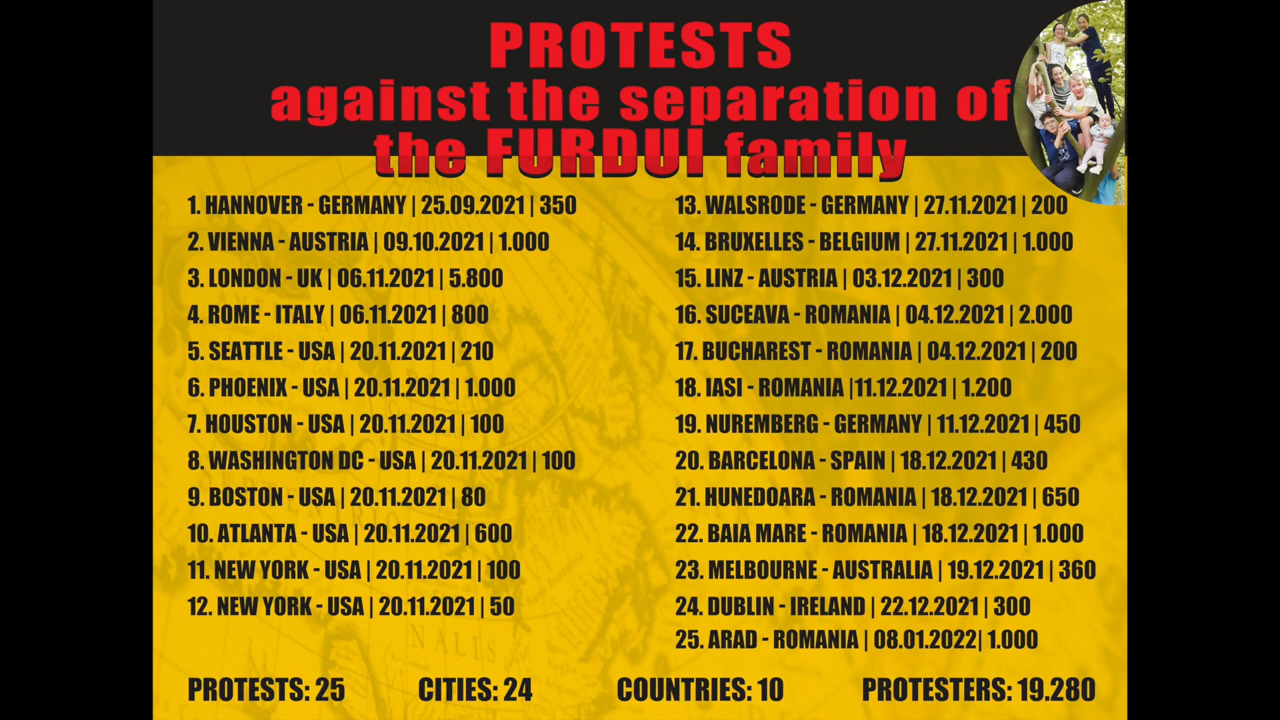 PROTESTS
against the separation of
the FURDUI family
1. HANNOVER - GERMANY | 25.09.2021 | 350
2. VIENNA - AUSTRIA | 09.10.2021 | 1.000
3. LONDON - UK | 06.11.2021 | 5.800
4. ROME - ITALY | 06.11.2021 | 800
5. SEATTLE - USA | 20.11.2021 | 210
6. PHOENIX - USA | 20.11.2021 | 1.000
7. HOUSTON - USA | 20.11.2021 | 100
8. WASHINGTON DC - USA | 20.11.2021 | 100
9. BOSTON - USA | 20.11.2021 | 80
10. ATLANTA - USA | 20.11.2021 | 600
11. NEW YORK - USA | 20.11.2021 | 100
12. NEW YORK - USA | 20.11.2021 | 50
13. WALSRODE - GERMANY | 27.11.2021 | 200
14. BRUXELLES - BELGIUM | 27.11.2021 | 1.000
15. LINZ - AUSTRIA | 03.12.2021 | 300
16. SUCEAVA - ROMANIA | 04.12.2021 | 2.000
17. BUCHAREST - ROMANIA | 04.12.2021 | 200
18. IASI - ROMANIA |11.12.2021 | 1.200
19. NUREMBERG - GERMANY | 11.12.2021 | 450
20. BARCELONA - SPAIN | 18.12.2021 | 430
21. HUNEDOARA - ROMANIA | 18.12.2021 | 650
22. BAIA MARE - ROMANIA | 18.12.2021 | 1.000
23. MELBOURNE - AUSTRALIA | 19.12.2021 | 360
24. DUBLIN - IRELAND | 22.12.2021 | 300
25. ARAD - ROMANIA | 08.01.2022| 1.000
NALLS
PROTESTS: 25 CITIES: 24 COUNTRIES: 10 PROTESTERS: 19.280